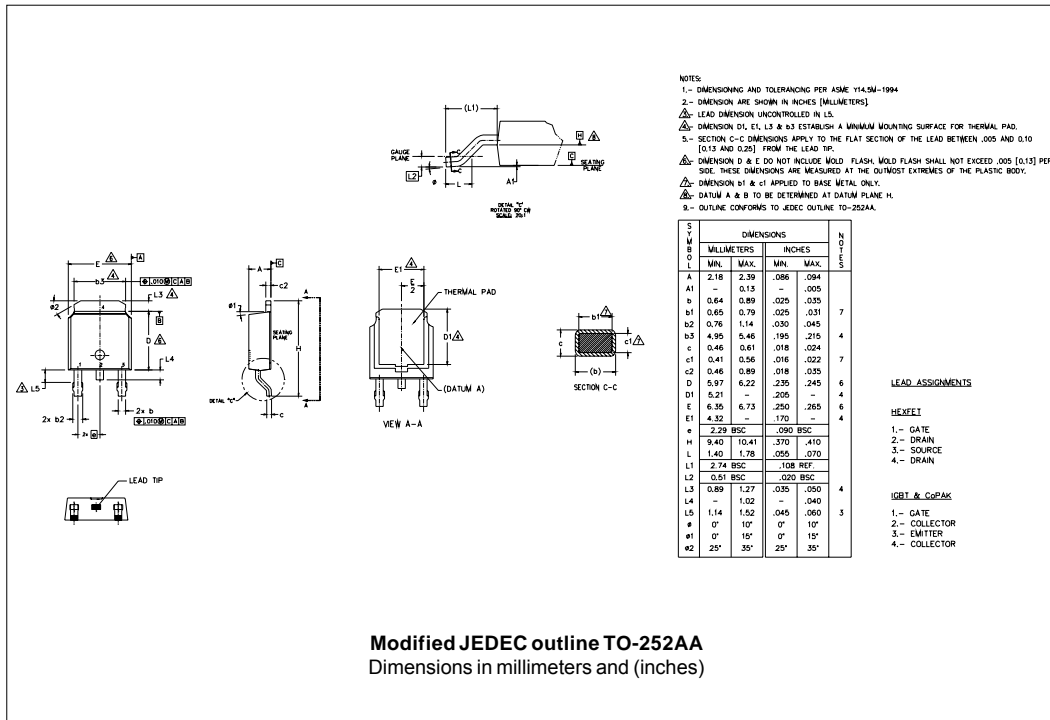 NOTES:
1.- DIMENSIONING AND TOLERANCING PER ASME Y14.5M-1994
2.- DIMENSION ARE SHOWN IN INCHES [MILLIMETERS].
3.- LEAD DIMENSION UNCONTROLLED IN L5.
4.- DIMENSION D1, E1, L3 & b3 ESTABLISH A MINIMUM MOUNTING SURFACE FOR THERMAL PAD.
5.- SECTION C-C DIMENSIONS APPLY TO THE FLAT SECTION OF THE LEAD BETWEEN .005 AND 0.10
[0.13 AND 0.25] FROM THE LEAD TIP.
6.- DIMENSION D & E DO NOT INCLUDE MOLD FLASH. MOLD FLASH SHALL NOT EXCEED .005 [0.13] PER
SIDE. THESE DIMENSIONS ARE MEASURED AT THE OUTMOST EXTREMES OF THE PLASTIC BODY.
7.- DIMENSION b1 & c1 APPLIED TO BASE METAL ONLY.
8.- DATUM A & B TO BE DETERMINED AT DATUM PLANE H.
9.- OUTLINE CONFORMS TO JEDEC OUTLINE TO-252AA.
(L1)
H 8
GAUGE
PLANE
C
C
C
SEATING
PLANE
L2
ø
L
A1
DETAIL "C"
ROTATED 90° CW
SCALE: 20:1
SYMBOL DIMENSIONS NOTES
MILLIMETERS INCHES
MIN. MAX. MIN. MAX.
A 2.18 2.39 .086 .094
A1 – 0.13 – .005
b 0.64 0.89 .025 .035
b1 0.65 0.79 .025 .031 7
b2 0.76 1.14 .030 .045
b3 4.95 5.46 .195 .215 4
c 0.46 0.61 .018 .024
c1 0.41 0.56 .016 .022 7
c2 0.46 0.89 .018 .035
D 5.97 6.22 .235 .245 6
D1 5.21 – .205 – 4
E 6.35 6.73 .250 .265 6
E1 4.32 – .170 – 4
e 2.29 BSC .090 BSC
H 9.40 10.41 .370 .410
L 1.40 1.78 .055 .070
L1 2.74 BSC .108 REF.
L2 0.51 BSC .020 BSC
L3 0.89 1.27 .035 .050 4
L4 – 1.02 – .040
L5 1.14 1.52 .045 .060 3
ø 0° 10° 0° 10°
ø1 0° 15° 0° 15°
ø2 25° 35° 25° 35°
6 A
E
b3 4
.010 M C A B
ø2
L3 4
4
B
D 6
L4
1 2 3
3 L5
2x b2
2x b
.010 M C A B
2x e
A
C
c2
A
ø1
SEATING
PLANE
H
DETAIL "C"
c
A
E1 4
E
2
THERMAL PAD
D1 4
(DATUM A)
VIEW A-A
b1 7
c
c1 7
(b)
SECTION C-C
LEAD TIP
LEAD ASSIGNMENTS
HEXFET
1.- GATE
2.- DRAIN
3.- SOURCE
4.- DRAIN
IGBT & CoPAK
1.- GATE
2.- COLLECTOR
3.- EMITTER
4.- COLLECTOR
Modified JEDEC outline TO-252AA
Dimensions in millimeters and (inches)